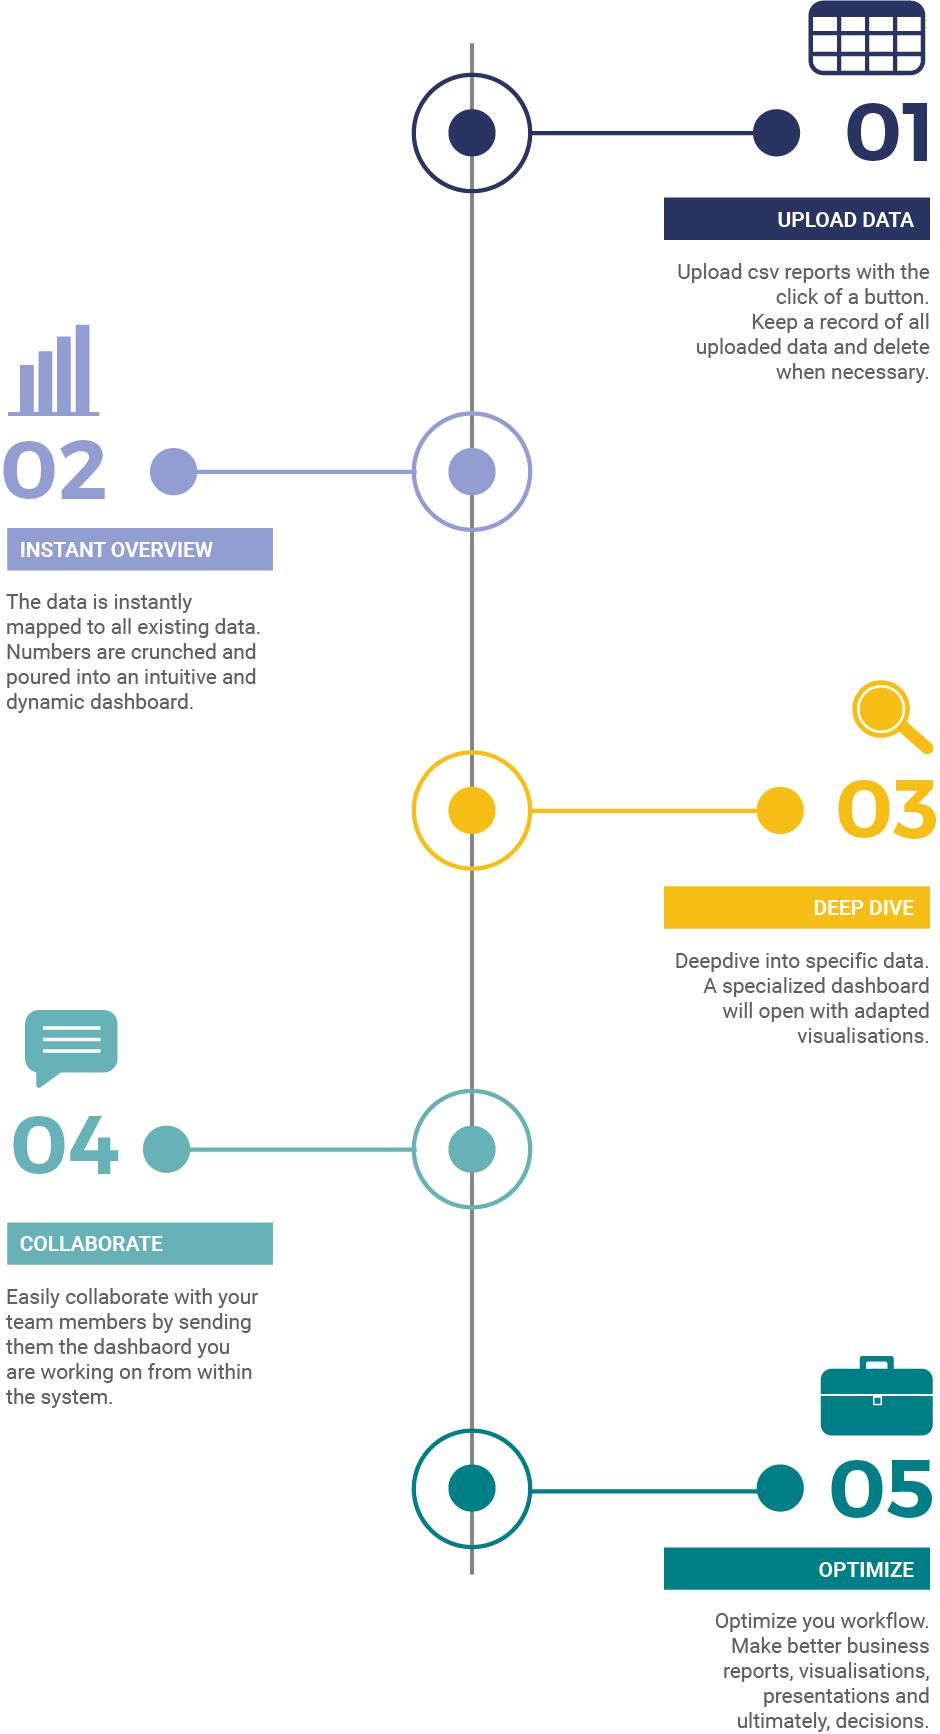 01
UPLOAD DATA
Upload csv reports with the
click of a button.
Keep a record of all
uploaded data and delete
when necessary.
02
INSTANT OVERVIEW
The data is instantly
mapped to all existing data.
Numbers are crunched and
poured into an intuitive and
dynamic dashboard.
03
DEEP DIVE
Deepdive into specific data.
A specialized dashboard
will open with adapted
visualisations.
04
COLLABORATE
Easily collaborate with your
team members by sending
them the dashbaord you
are working on from within
the system.
05
OPTIMIZE
Optimize you workflow.
Make better business
reports, visualisations,
presentations and
ultimately, decisions.